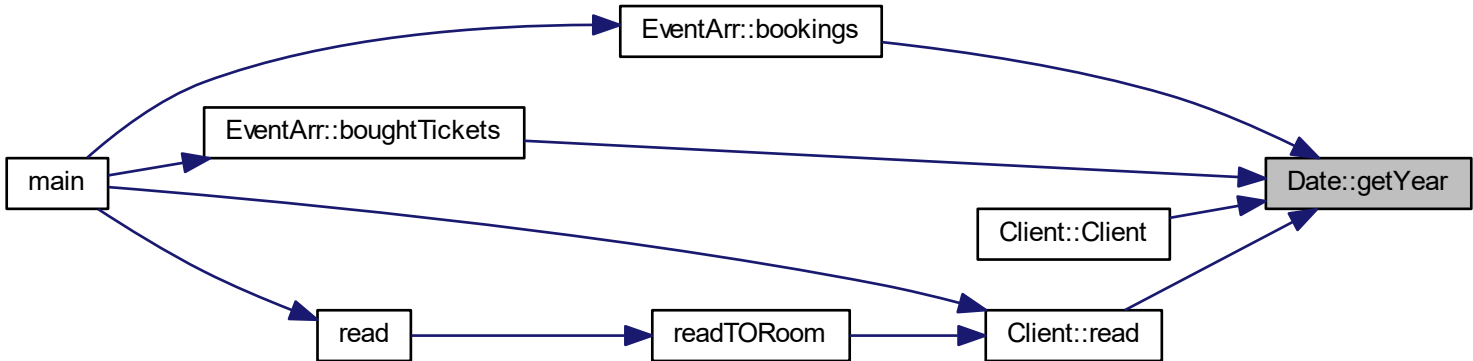 EventArr::bookings
EventArr::boughtTickets
main
Date::getYear
Client::Client
read
readTORoom
Client::read